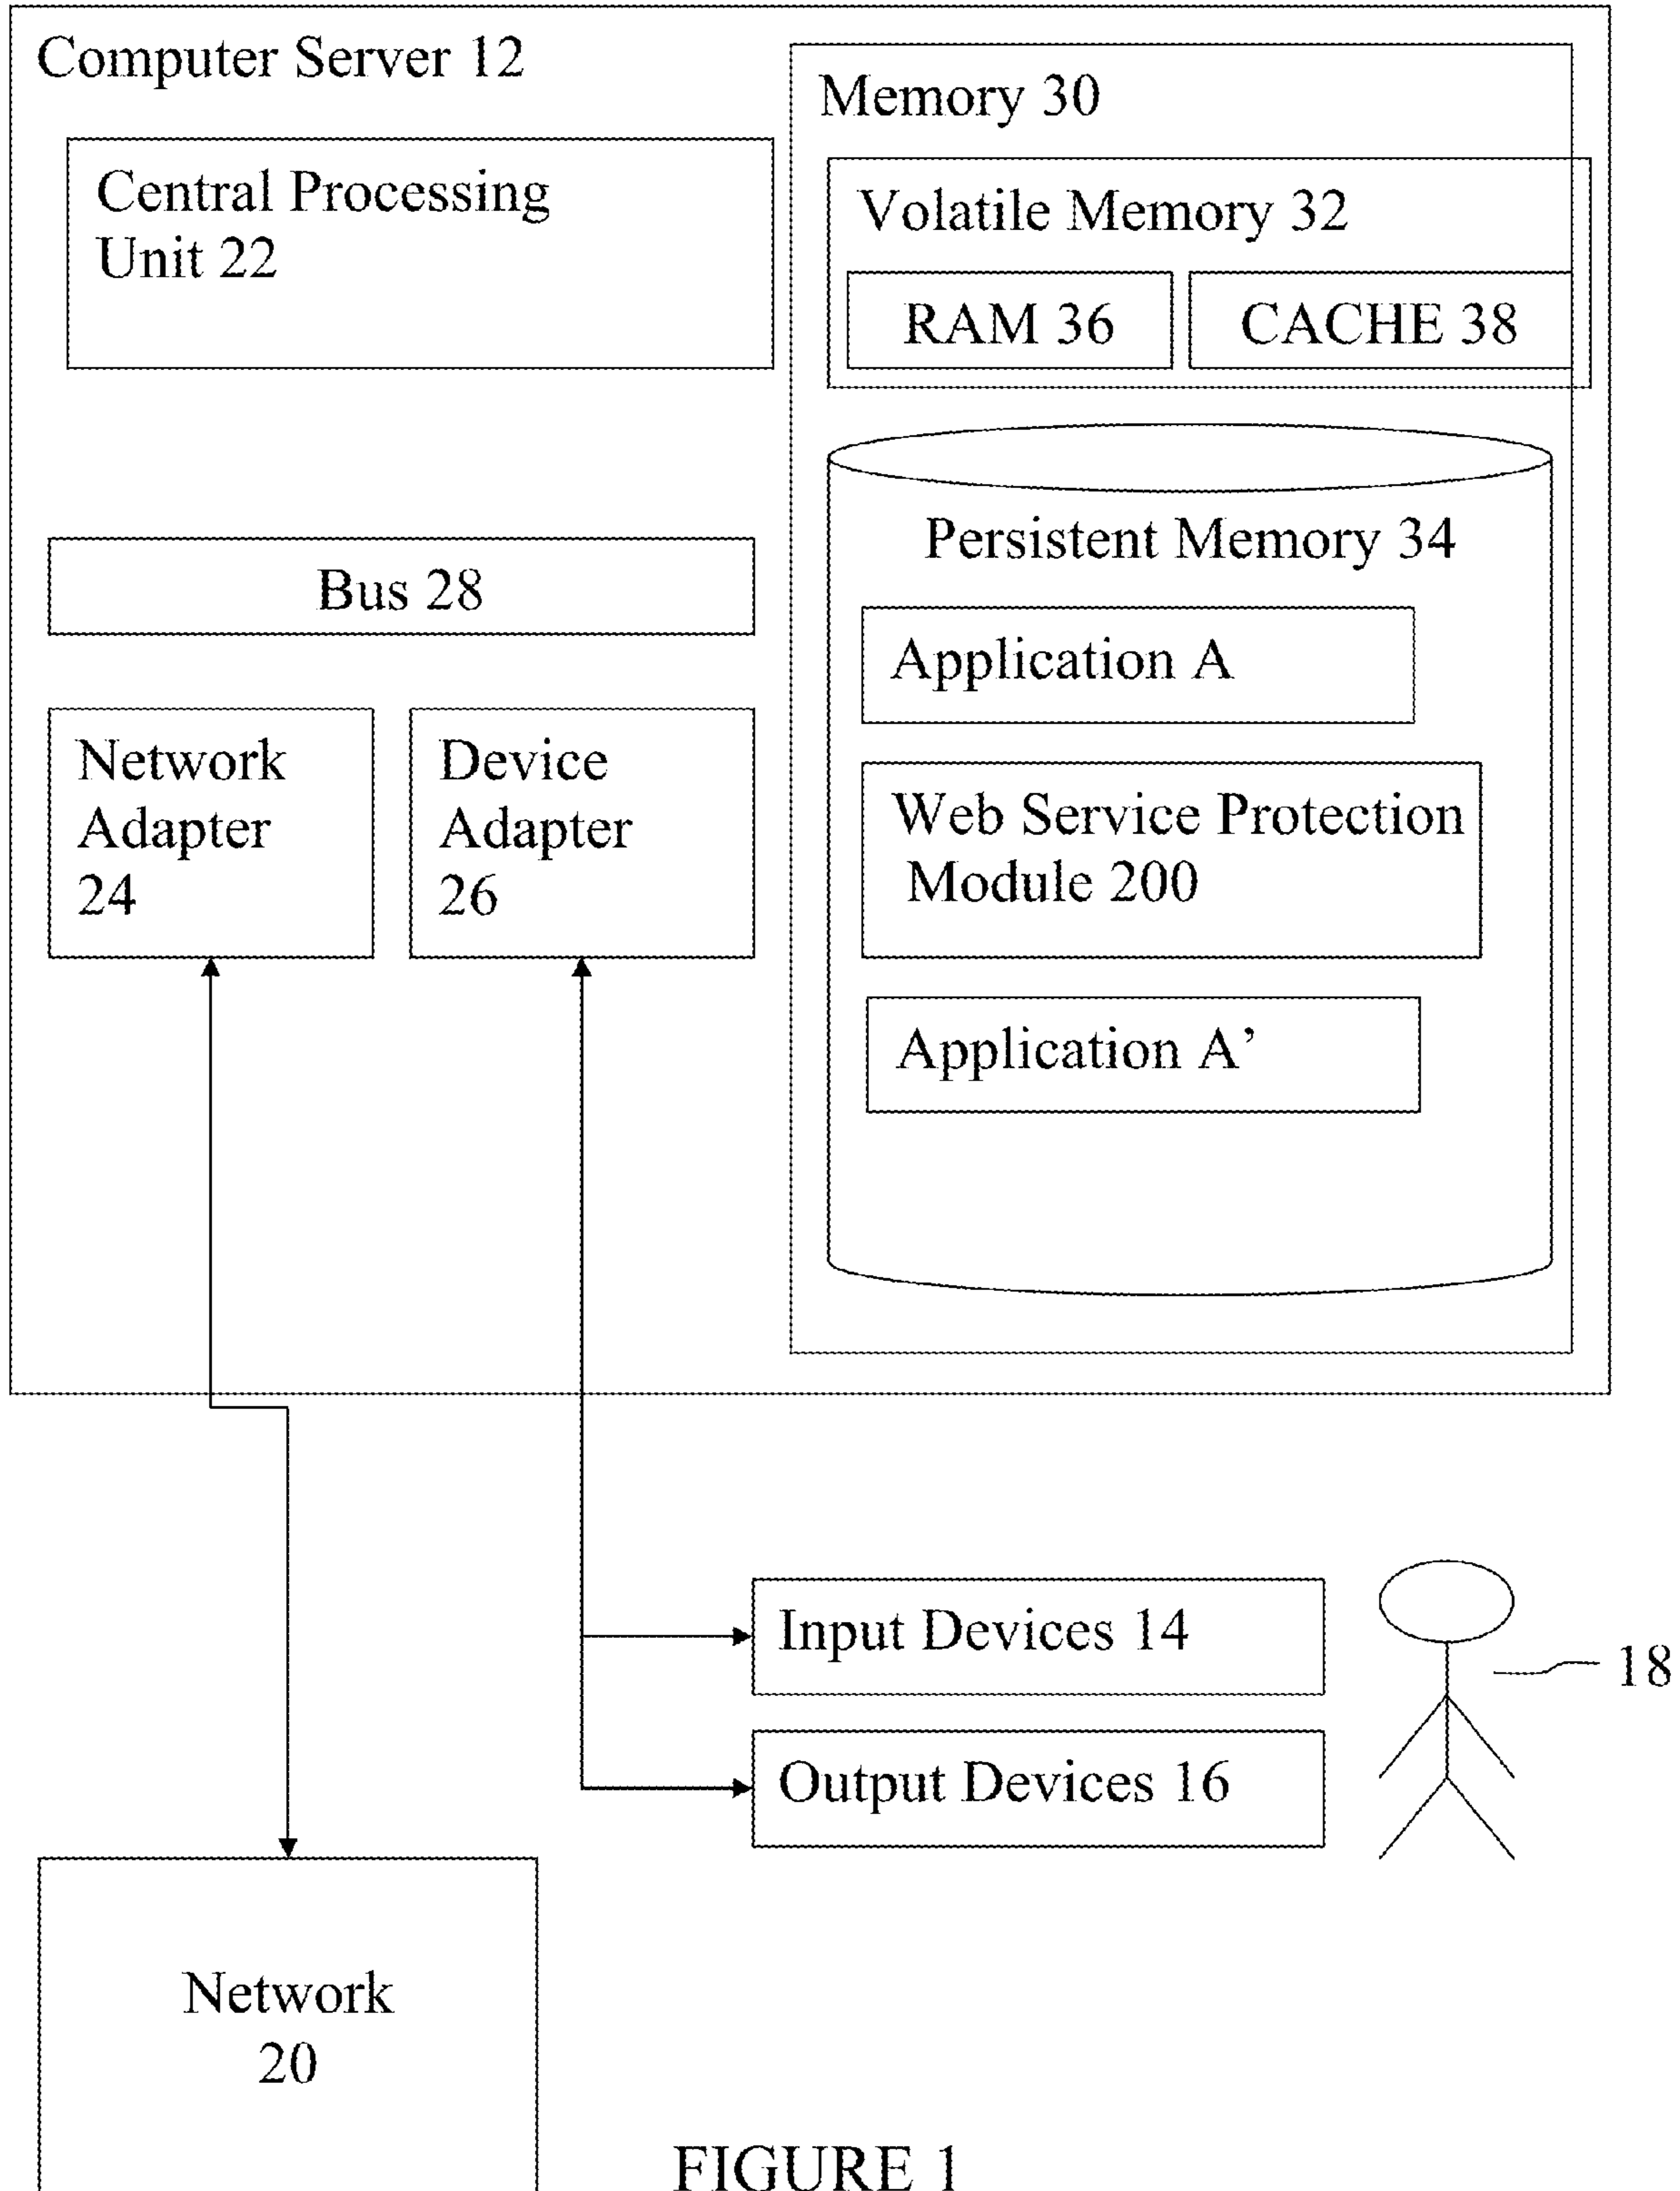 Computer Server 12
Central Processing
Unit 22
Bus 28
Network
Adapter
24
Device
Adapter
26
Memory 30
Volatile Memory 32
RAM 36
CACHE 38
Persistent Memory 34
Application A
Web Service Protection
Module 200
Application A’
Input Devices 14
Output Devices 16
18
Network
20
FIGURE 1